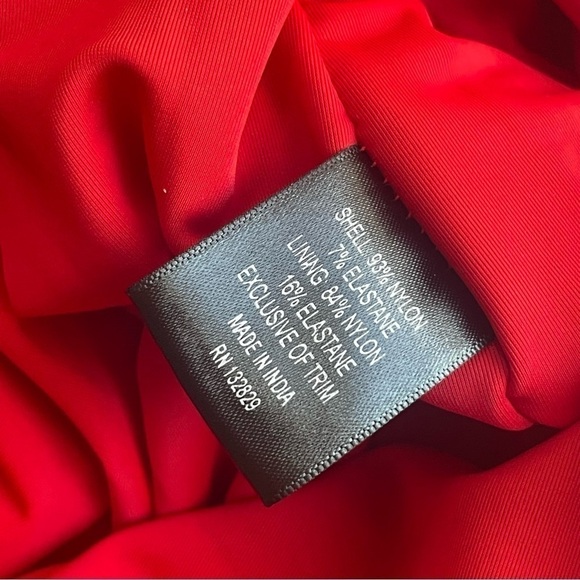 SHELL 93% NYLON
7% ELASTANE
LINING 84% NYLON
16% ELASTANE
EXCLUSIVE OF TRIM
MADE IN INDIA
RN 132829